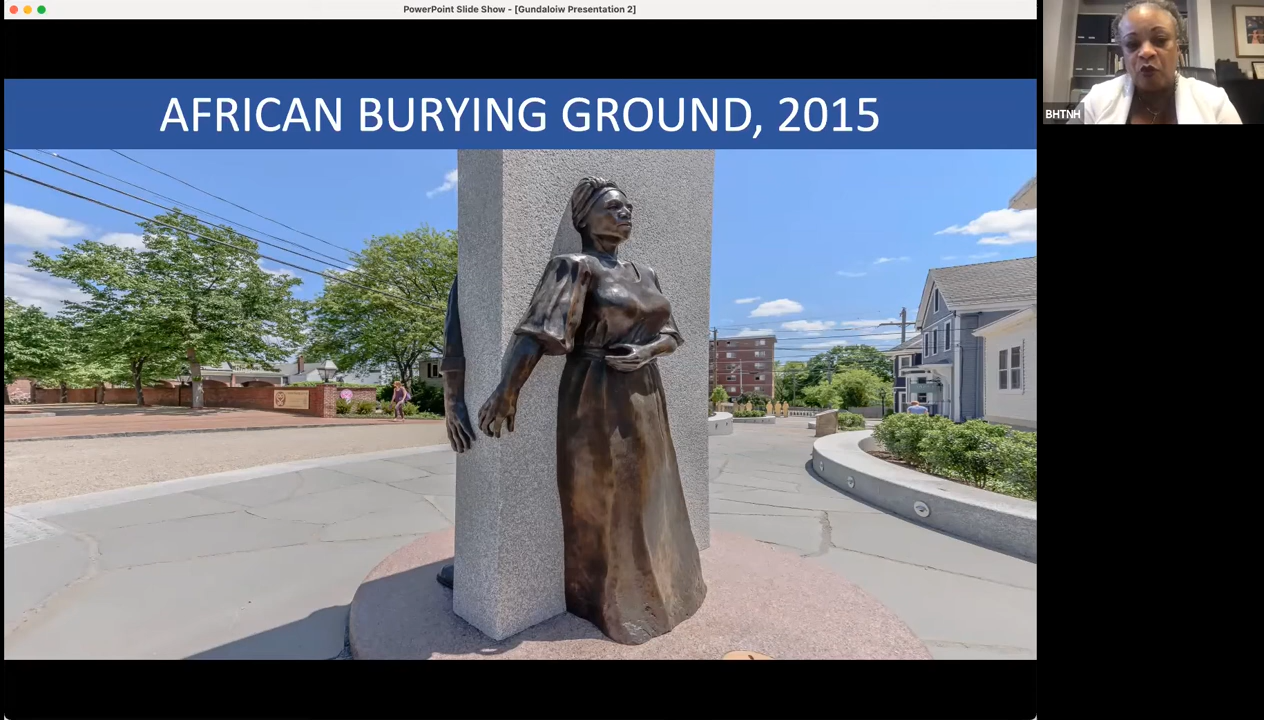 PowerPoint Slide Show - [Gundaloiw Presentation 2]
AFRICAN BURYING GROUND, 2015
BHTNH